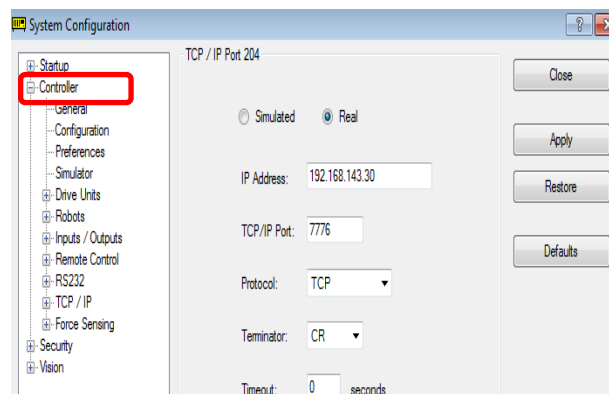 System Configuration
Startup
Controller
General
Configuration
Preferences
Simulator
Drive Units
Robots
Inputs / Outputs
Remote Control
RS232
TCP / IP
Force Sensing
Security
Vision
TCP / IP Port 204
Simulated Real
IP Address: 192.168.143.30
TCP/IP Port: 7776
Protocol: TCP
Terminator: CR
Timeout: 0 seconds
Close
Apply
Restore
Defaults